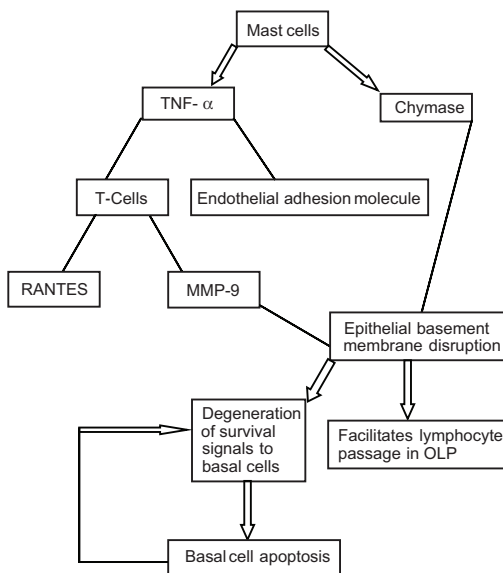 Mast cells
TNF- α
Chymase
T-Cells
Endothelial adhesion molecule
RANTES
MMP-9
Epithelial basement
membrane disruption
Degeneration
of survival
signals to
basal cells
Facilitates lymphocyte
passage in OLP
Basal cell apoptosis